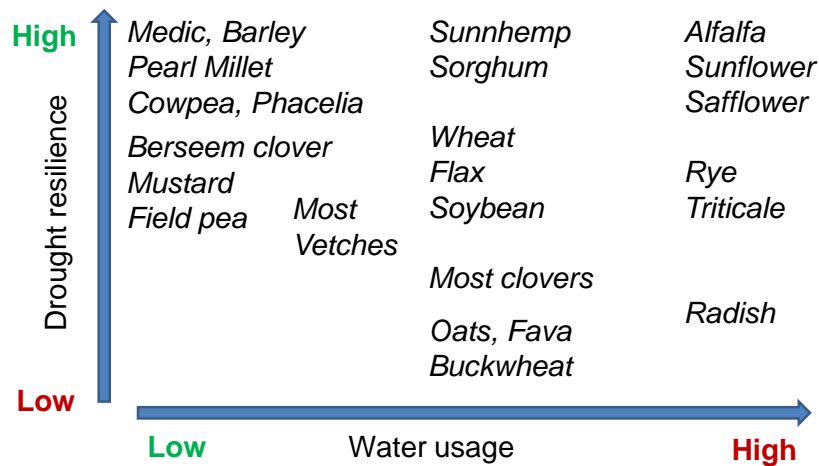 High
Medic, Barley
Pearl Millet
Cowpea, Phacelia
Berseem clover
Mustard
Field pea
Most
Vetches
Sunnhemp
Sorghum
Wheat
Flax
Soybean
Most clovers
Oats, Fava
Buckwheat
Alfalfa
Sunflower
Safflower
Rye
Triticale
Radish
Drought resilience
Low
Low
Water usage
High